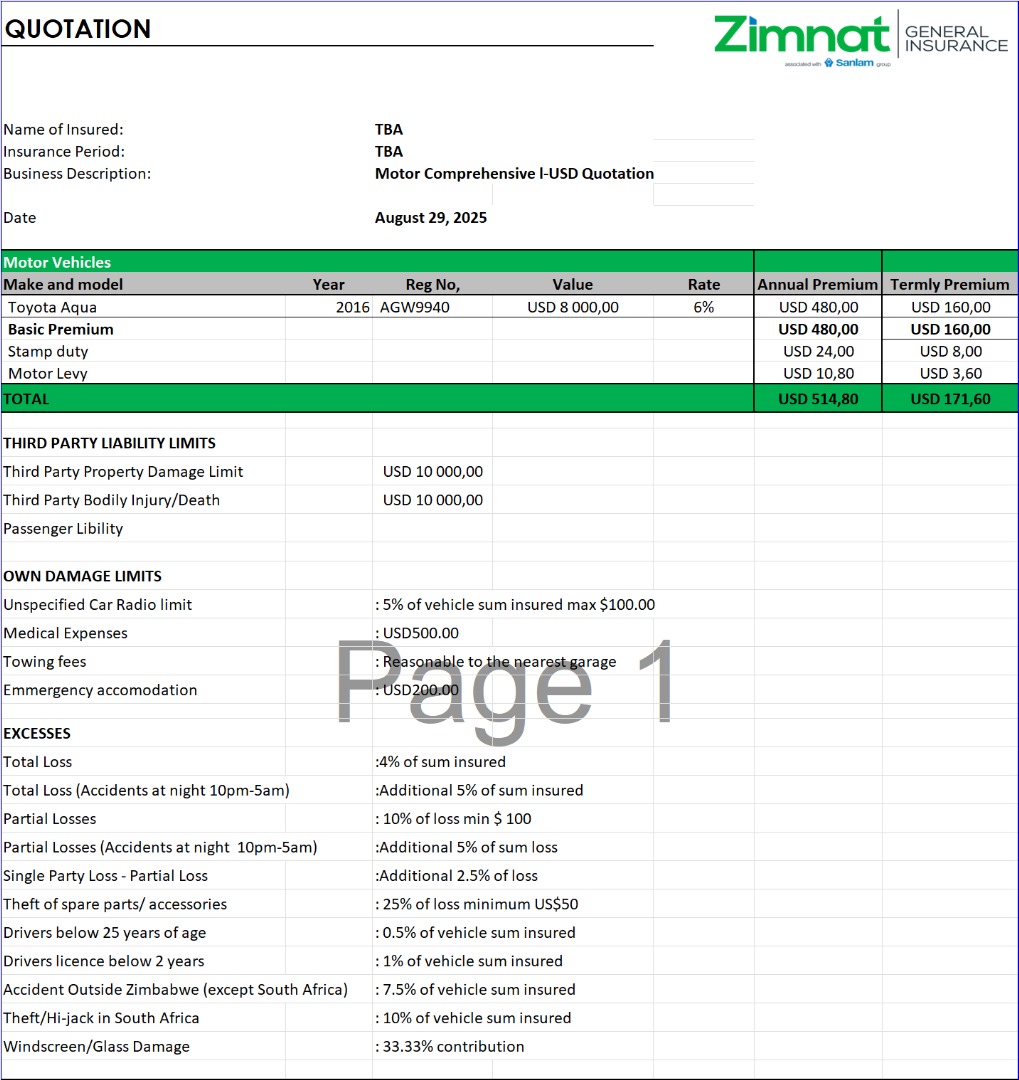 QUOTATION
Zimnat GENERAL INSURANCE
associated with Sanlam group
Name of Insured: TBA
Insurance Period: TBA
Business Description: Motor Comprehensive l-USD Quotation
Date August 29, 2025
Motor Vehicles
Make and model Year Reg No, Value Rate Annual Premium Termly Premium
Toyota Aqua 2016 AGW9940 USD 8 000,00 6% USD 480,00 USD 160,00
Basic Premium USD 480,00 USD 160,00
Stamp duty USD 24,00 USD 8,00
Motor Levy USD 10,80 USD 3,60
TOTAL USD 514,80 USD 171,60
THIRD PARTY LIABILITY LIMITS
Third Party Property Damage Limit USD 10 000,00
Third Party Bodily Injury/Death USD 10 000,00
Passenger Libility
OWN DAMAGE LIMITS
Unspecified Car Radio limit : 5% of vehicle sum insured max $100.00
Medical Expenses : USD500.00
Towing fees : Reasonable to the nearest garage
Emmergency accomodation : USD200.00
Page 1
EXCESSES
Total Loss :4% of sum insured
Total Loss (Accidents at night 10pm-5am) :Additional 5% of sum insured
Partial Losses : 10% of loss min $ 100
Partial Losses (Accidents at night  10pm-5am) :Additional 5% of sum loss
Single Party Loss - Partial Loss :Additional 2.5% of loss
Theft of spare parts/ accessories : 25% of loss minimum US$50
Drivers below 25 years of age : 0.5% of vehicle sum insured
Drivers licence below 2 years : 1% of vehicle sum insured
Accident Outside Zimbabwe (except South Africa) : 7.5% of vehicle sum insured
Theft/Hi-jack in South Africa : 10% of vehicle sum insured
Windscreen/Glass Damage : 33.33% contribution